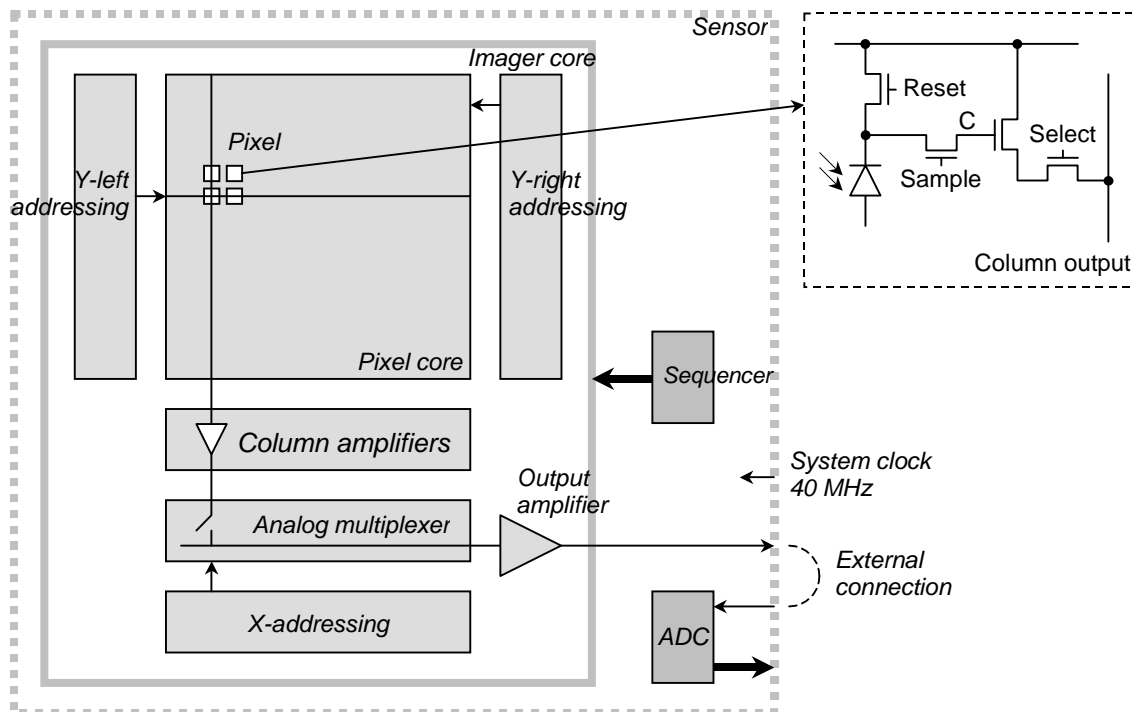 Sensor
Imager core
Reset
C
Select
Pixel
Sample
Y-left
addressing
Y-right
addressing
Column output
Pixel core
Sequencer
Column amplifiers
System clock
40 MHz
Output
amplifier
Analog multiplexer
External
connection
X-addressing
ADC